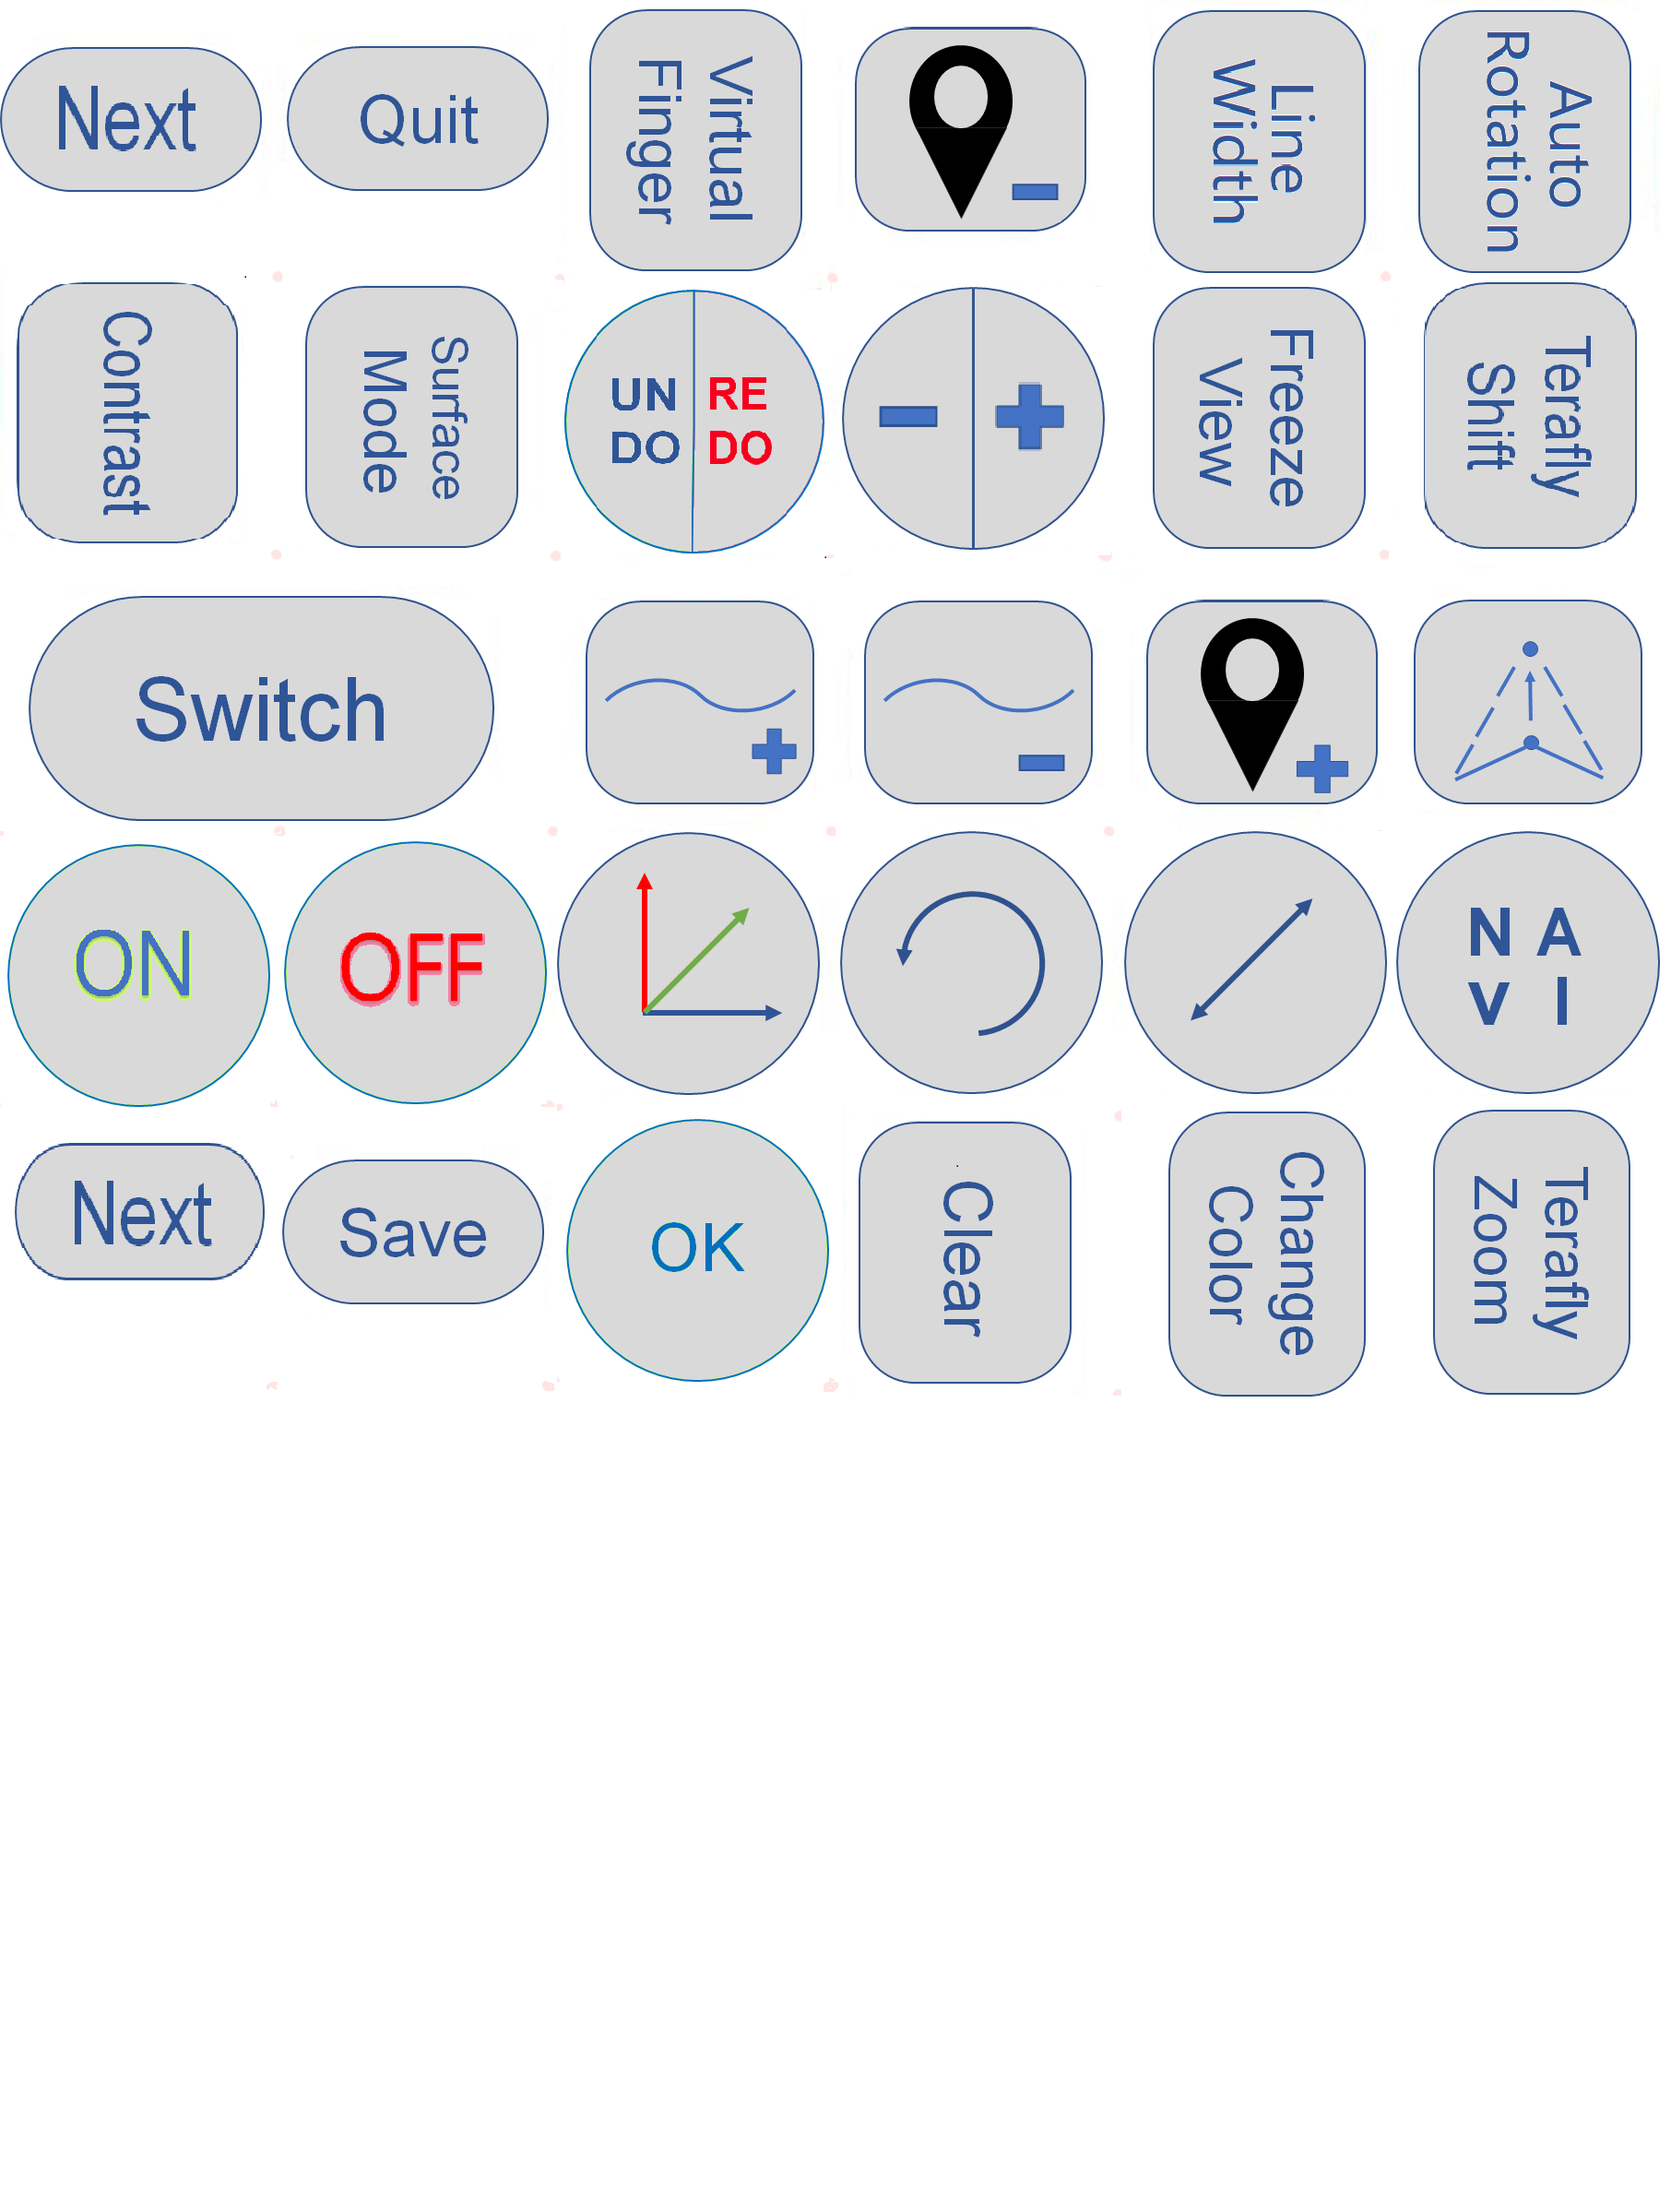 Next
Quit
Virtual
Finger
Line
Width
Auto
Rotation
Contrast
Surface
Mode
UN
DO
RE
DO
Freeze
View
Terafly
Shift
Switch
ON
OFF
N A
V I
Next
Save
OK
Clear
Change
Color
Terafly
Zoom